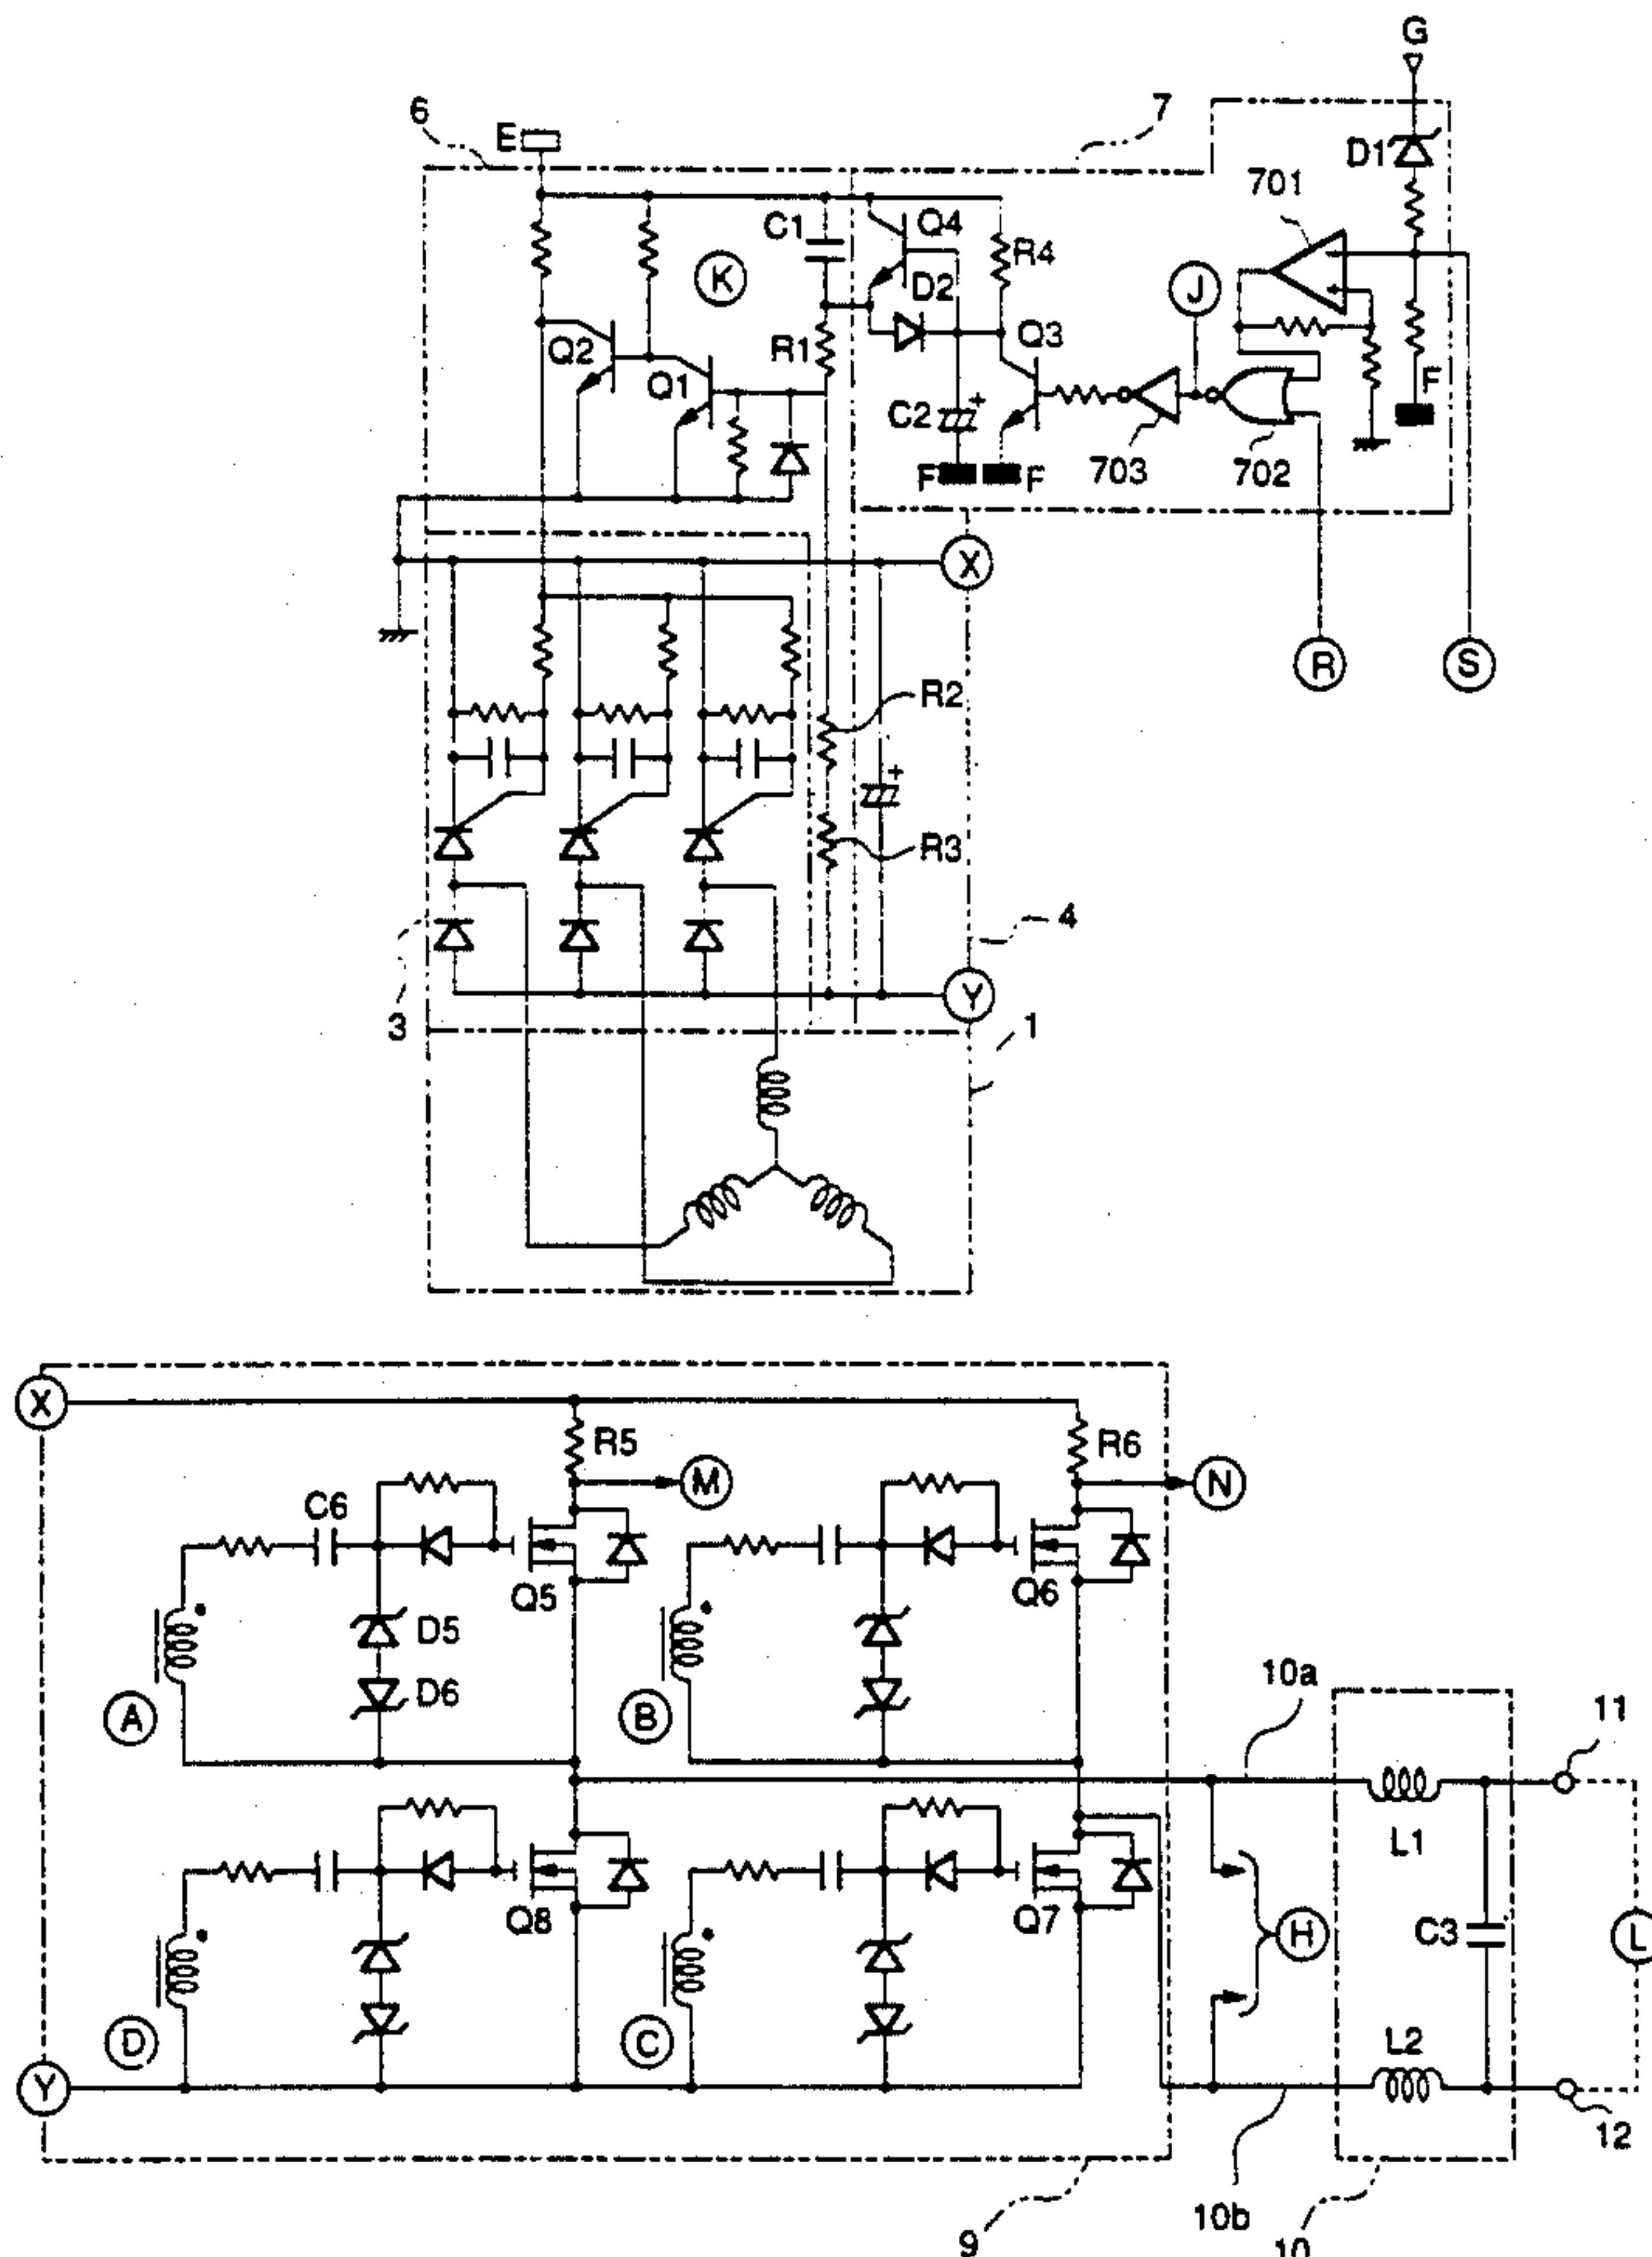 G
6
E
7
D1
701
C1
Q4
R4
K
D2
J
Q2
Q1
R1
Q3
+
C2
F
F
F
703
702
X
R
S
R2
+
R3
4
3
Y
1
X
R5
R6
M
N
C6
Q5
Q6
D5
D6
A
B
10a
11
L1
Q8
Q7
C3
H
L
D
C
L2
Y
12
10b
9
10